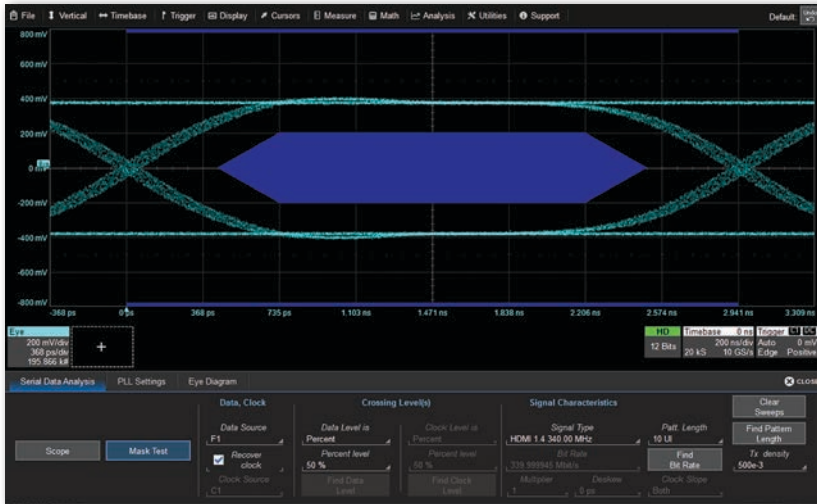 File Vertical Timebase Trigger Display Cursors Measure Math Analysis Utilities Support Default: Undo
800 mV
600 mV
400 mV
200 mV
0 mV
-200 mV
-400 mV
-600 mV
-800 mV
-368 ps 0 ps 368 ps 735 ps 1.103 ns 1.471 ns 1.838 ns 2.206 ns 2.574 ns 2.941 ns 3.309 ns
Eye
200 mV/div
368 ps/div
195.866 k#
+
HD
12 Bits
Timebase 0 ns
200 ns/div
20 kS 10 GS/s
Trigger C1 DC
Auto 0 mV
Edge Positive
Serial Data Analysis PLL Settings Eye Diagram CLOSE
Scope
Mask Test
Data, Clock
Data Source
F1
Recover
clock
Clock Source
C1
Crossing Level(s)
Data Level is
Percent
Percent level
50 %
Find Data
Level
Clock Level is
Percent
Percent level
50 %
Find Clock
Level
Signal Characteristics
Signal Type
HDMI 1.4 340.00 MHz
Bit Rate
339.999945 Mbit/s
Multiplier
1
Deskew
0 ps
Patt. Length
10 UI
Find
Bit Rate
Clock Slope
Both
Clear
Sweeps
Find Pattern
Length
Tx density
500e-3